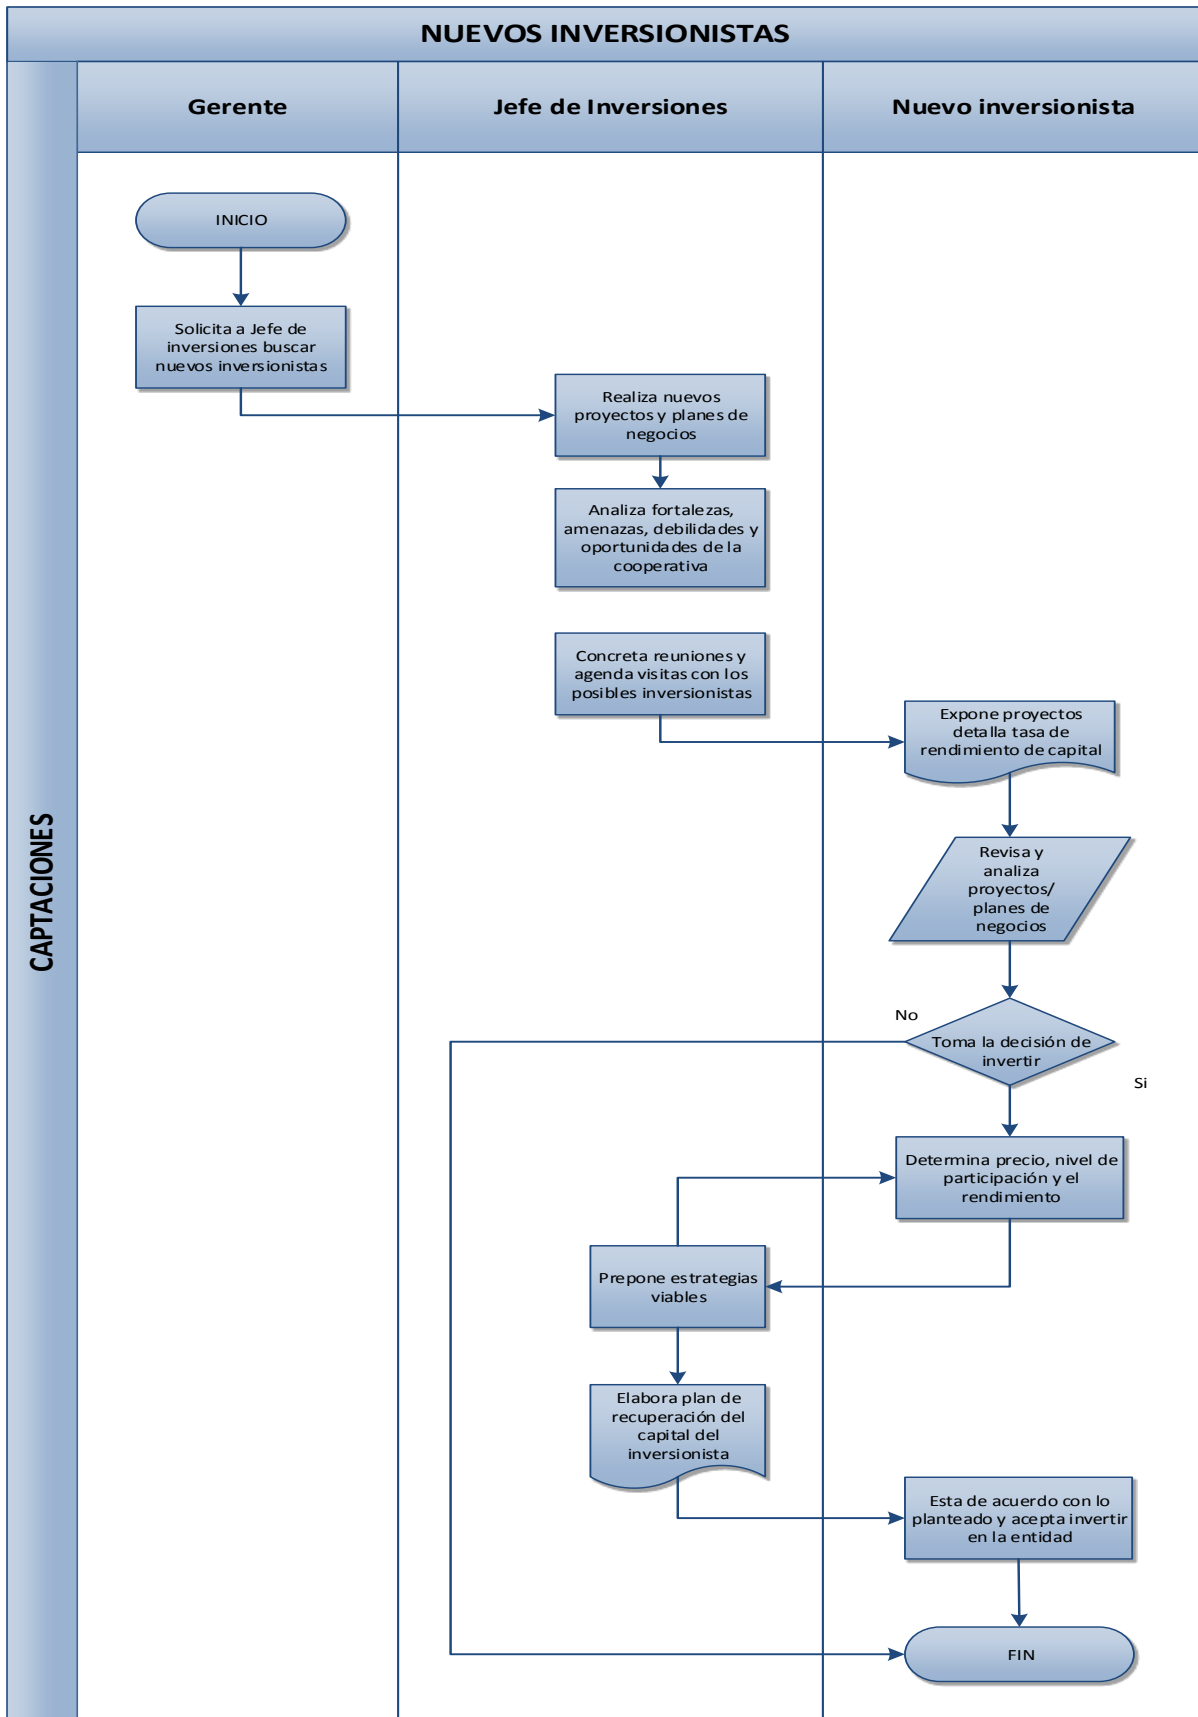 NUEVOS INVERSIONISTAS
CAPTACIONES
Gerente
Jefe de Inversiones
Nuevo inversionista
INICIO
Solicita a Jefe de
inversiones buscar
nuevos inversionistas
Realiza nuevos
proyectos y planes de
negocios
Analiza fortalezas,
amenazas, debilidades y
oportunidades de la
cooperativa
Concreta reuniones y
agenda visitas con los
posibles inversionistas
Expone proyectos
detalla tasa de
rendimiento de capital
Revisa y
analiza
proyectos/
planes de
negocios
No
Toma la decisión de
invertir
Si
Determina precio, nivel de
participación y el
rendimiento
Prepone estrategias
viables
Elabora plan de
recuperación del
capital del
inversionista
Esta de acuerdo con lo
planteado y acepta invertir
en la entidad
FIN